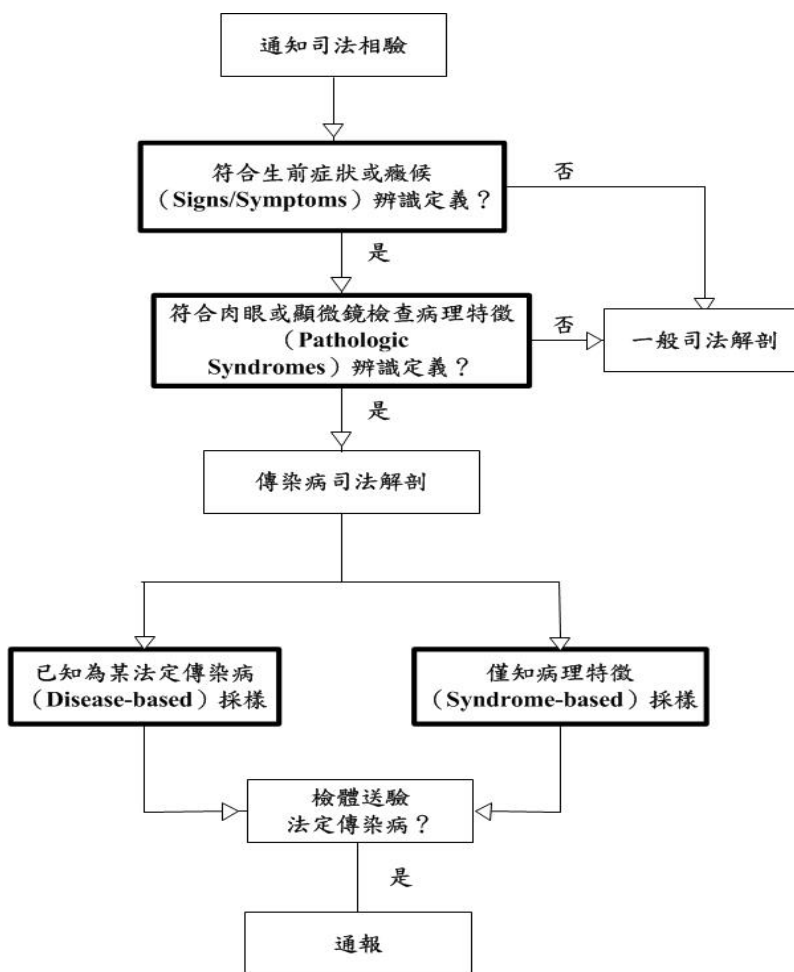 通知司法相驗
符合生前症狀或癥候
（Signs/Symptoms）辨識定義？
否
是
符合肉眼或顯微鏡檢查病理特徵
（Pathologic
Syndromes）辨識定義？
否
一般司法解剖
是
傳染病司法解剖
已知為某法定傳染病
（Disease-based）採樣
僅知病理特徵
（Syndrome-based）採樣
檢體送驗
法定傳染病？
是
通報